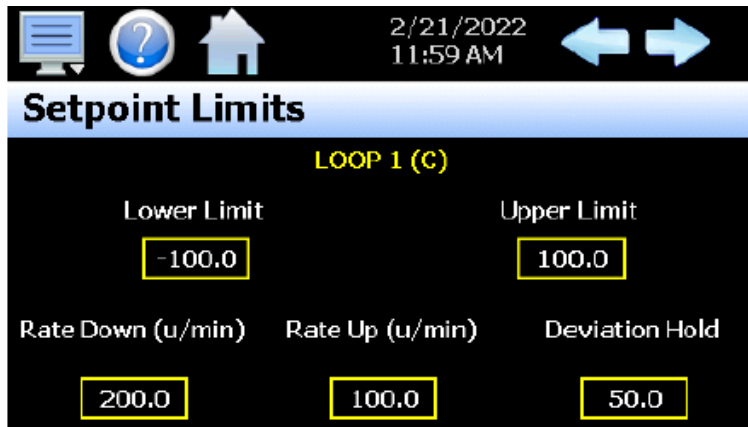 ?
2/21/2022
11:59 AM
Setpoint Limits
LOOP 1 (C)
Lower Limit Upper Limit
-100.0 100.0
Rate Down (u/min) Rate Up (u/min) Deviation Hold
200.0 100.0 50.0